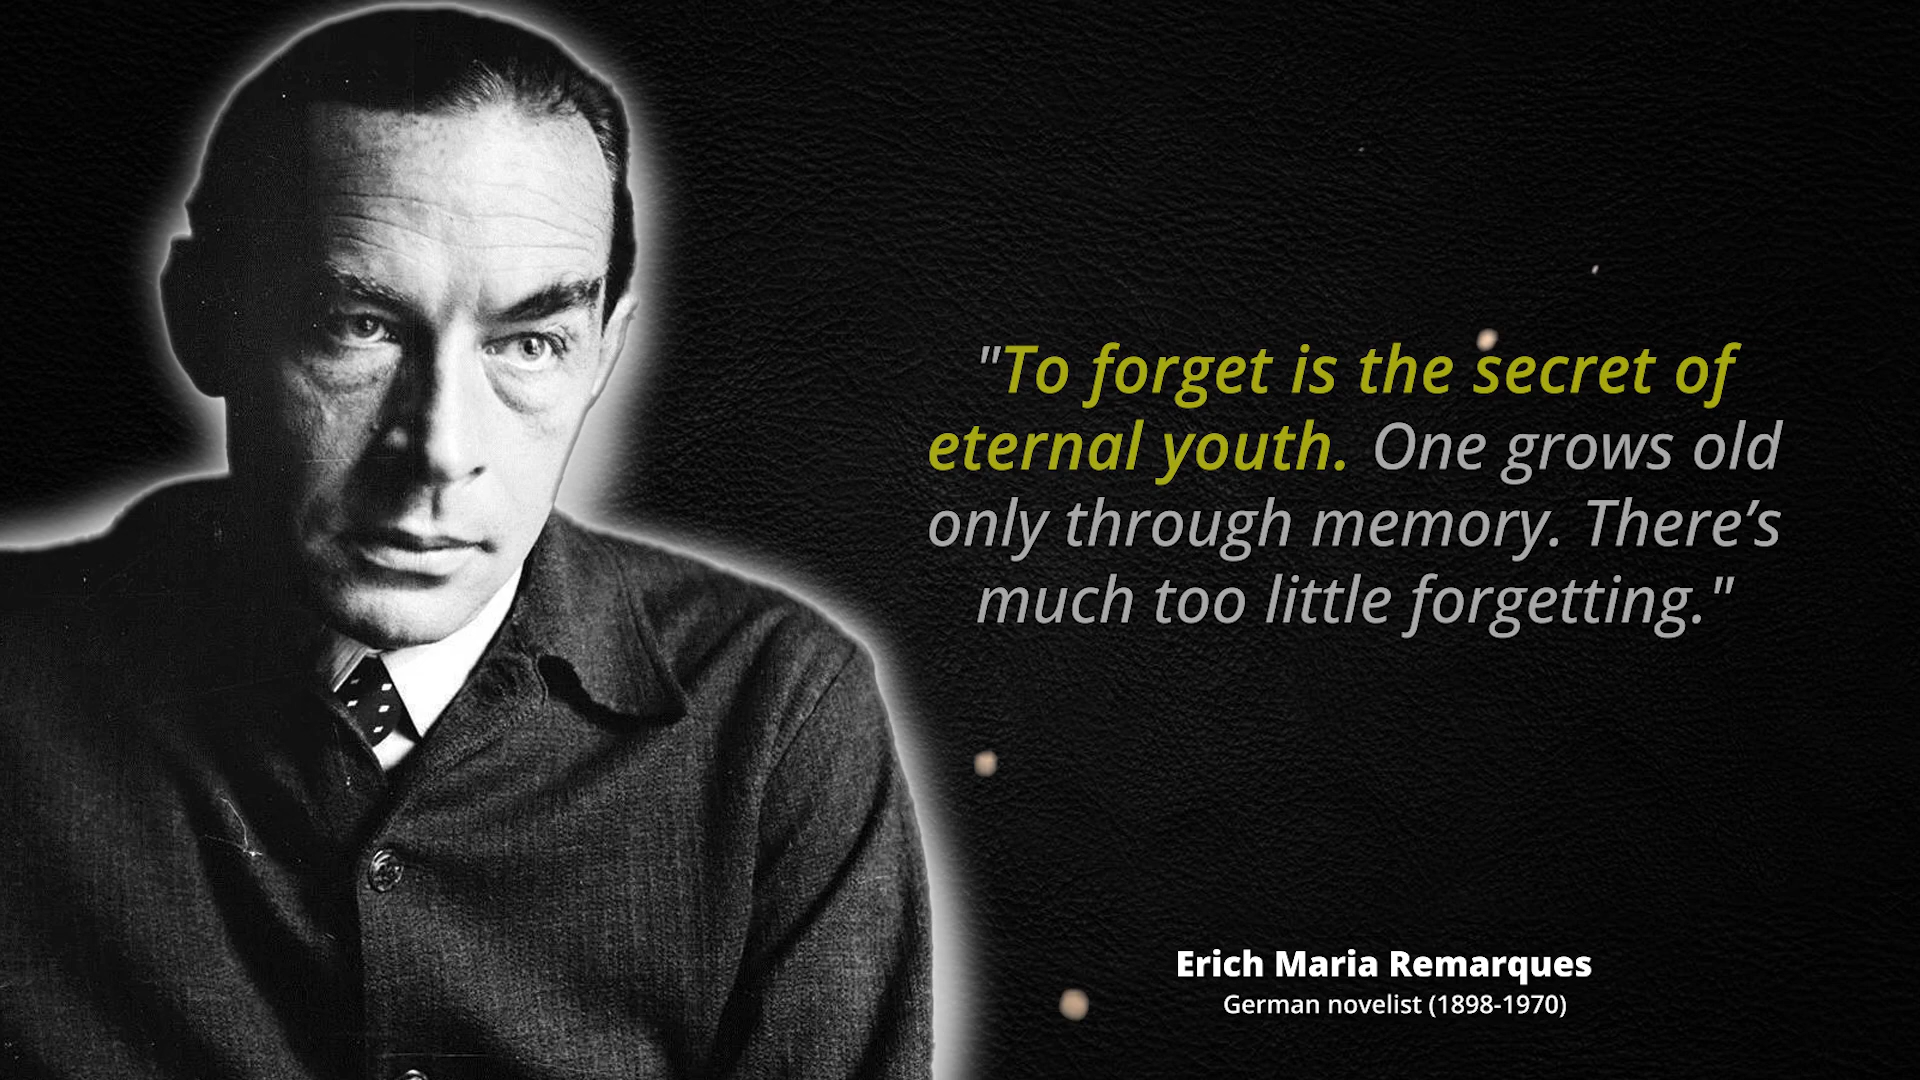 "To forget is the secret of
eternal youth. One grows old
only through memory. There’s
much too little forgetting."
Erich Maria Remarques
German novelist (1898-1970)